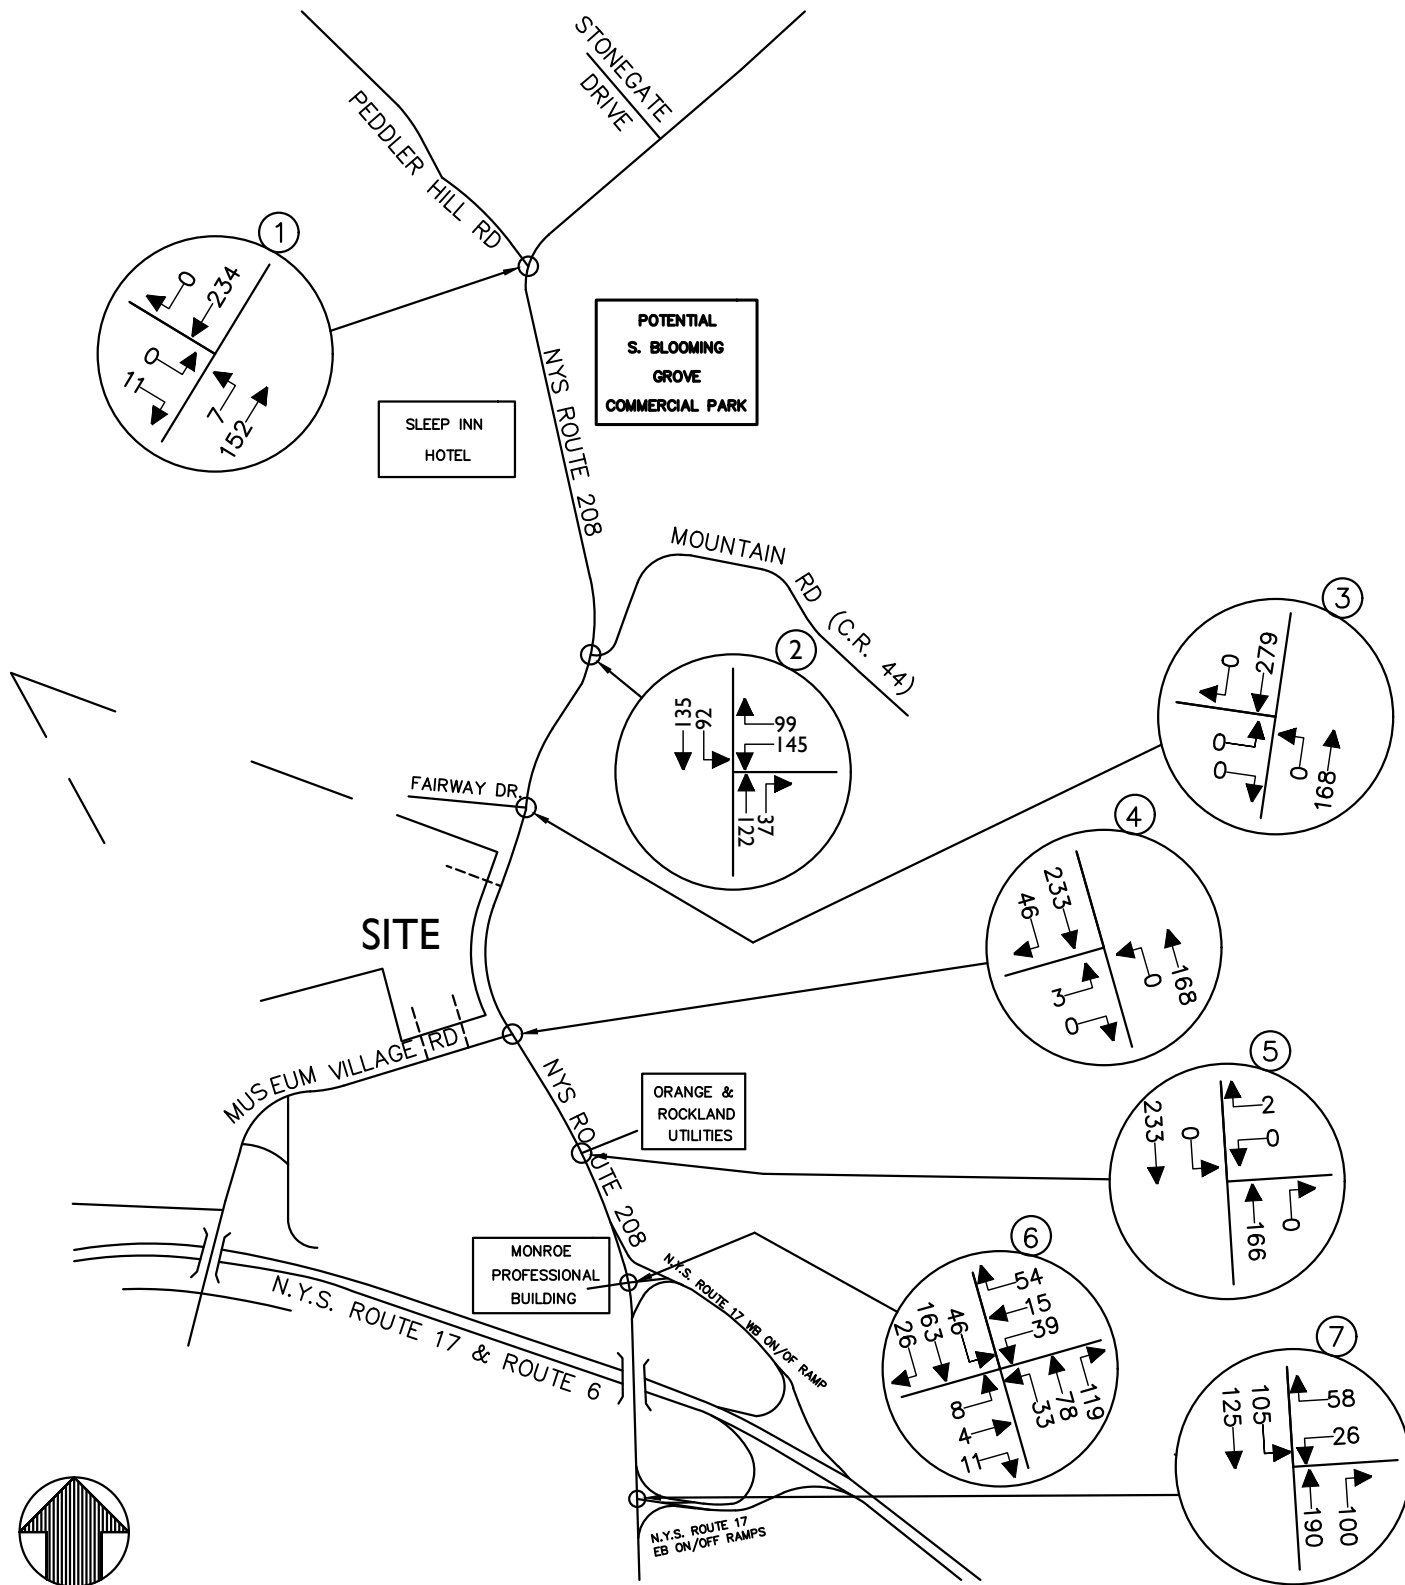 STONEGATE
DRIVE
PEDDLER HILL RD
1
0
234
0
11
7
152
POTENTIAL
S. BLOOMING
GROVE
COMMERCIAL PARK
NYS ROUTE 208
SLEEP INN
HOTEL
MOUNTAIN RD (C.R. 44)
2
135
92
99
145
122
37
3
0
279
0
0
0
168
FAIRWAY DR.
4
233
46
3
0
0
168
SITE
MUSEUM VILLAGE RD
NYS ROUTE 208
ORANGE &
ROCKLAND
UTILITIES
5
233
0
2
0
166
0
MONROE
PROFESSIONAL
BUILDING
6
26
163
46
54
15
39
8
4
11
33
78
119
N.Y.S. ROUTE 17 WB ON/OF RAMP
N.Y.S. ROUTE 17 & ROUTE 6
7
125
105
58
26
190
100
N.Y.S. ROUTE 17
EB ON/OFF RAMPS